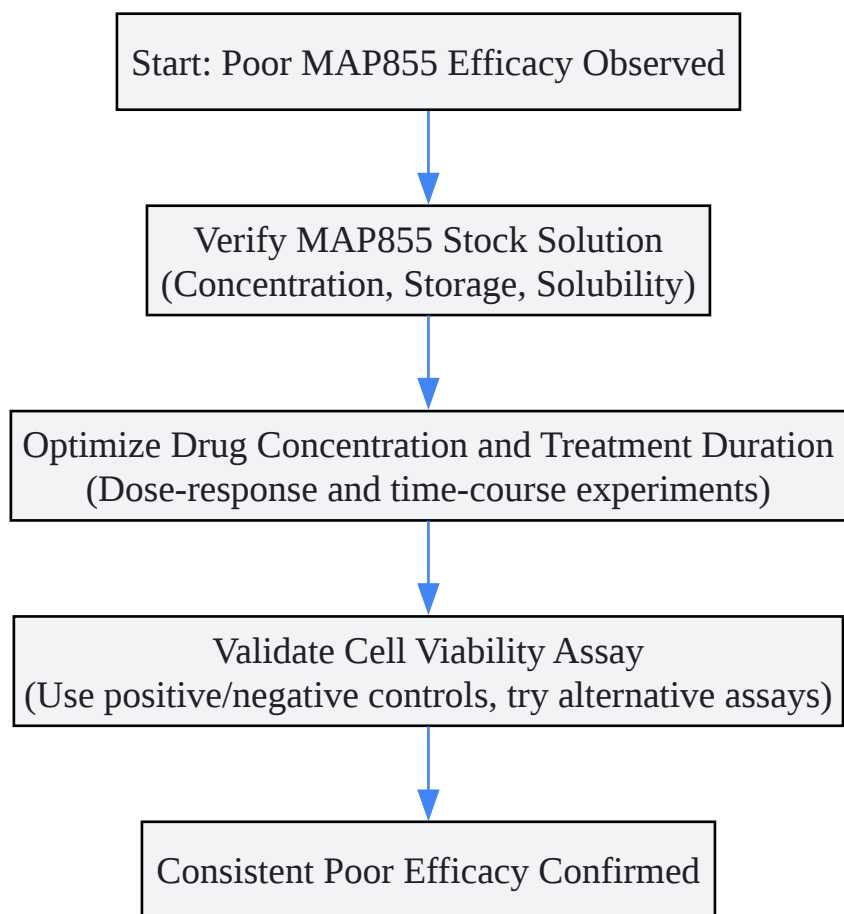 Start: Poor MAP855 Efficacy Observed
Verify MAP855 Stock Solution
(Concentration, Storage, Solubility)
Optimize Drug Concentration and Treatment Duration
(Dose-response and time-course experiments)
Validate Cell Viability Assay
(Use positive/negative controls, try alternative assays)
Consistent Poor Efficacy Confirmed